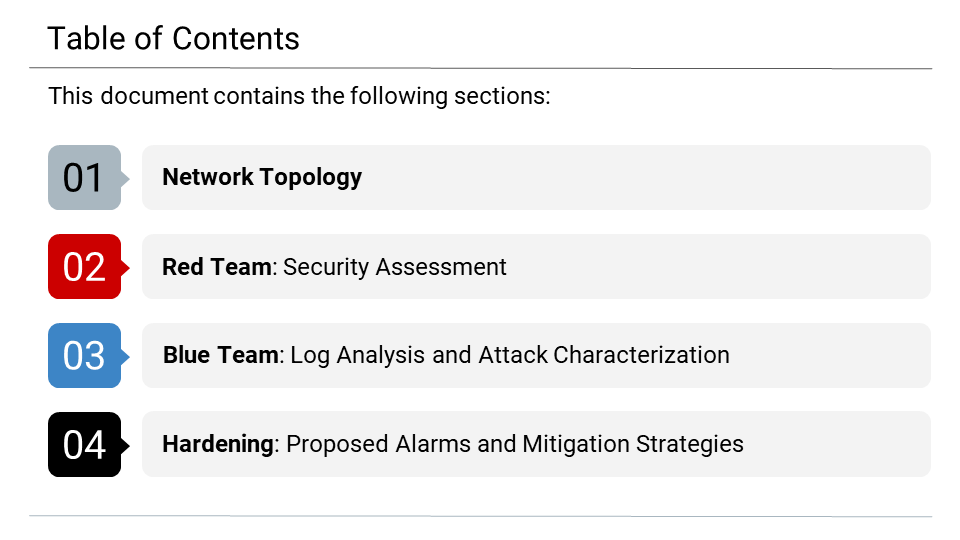 Table of Contents
This document contains the following sections:
01
Network Topology
02
Red Team: Security Assessment
03
Blue Team: Log Analysis and Attack Characterization
04
Hardening: Proposed Alarms and Mitigation Strategies